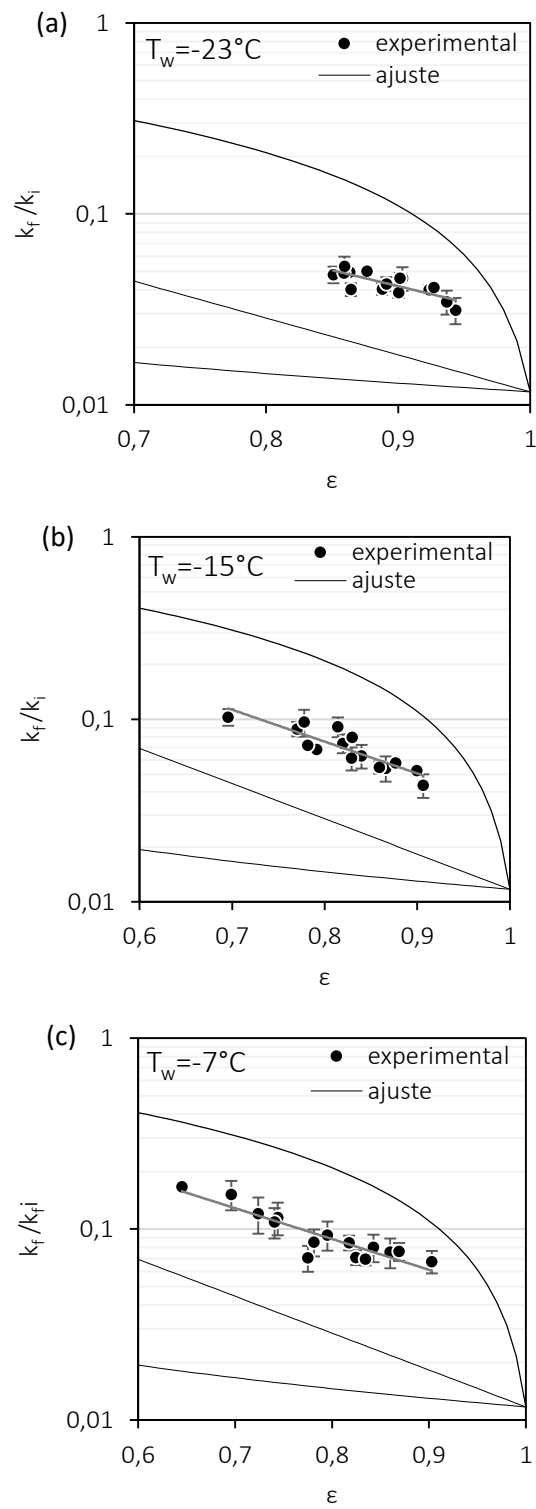 (a)
1
T_w=-23°C
experimental
ajuste
k_f /k_i
0,1
0,01
0,7 0,8 0,9 1
ε
(b)
1
T_w=-15°C
experimental
ajuste
k_f /k_i
0,1
0,01
0,6 0,7 0,8 0,9 1
ε
(c)
1
T_w=-7°C
experimental
ajuste
k_f /k_fi
0,1
0,01
0,6 0,7 0,8 0,9 1
ε